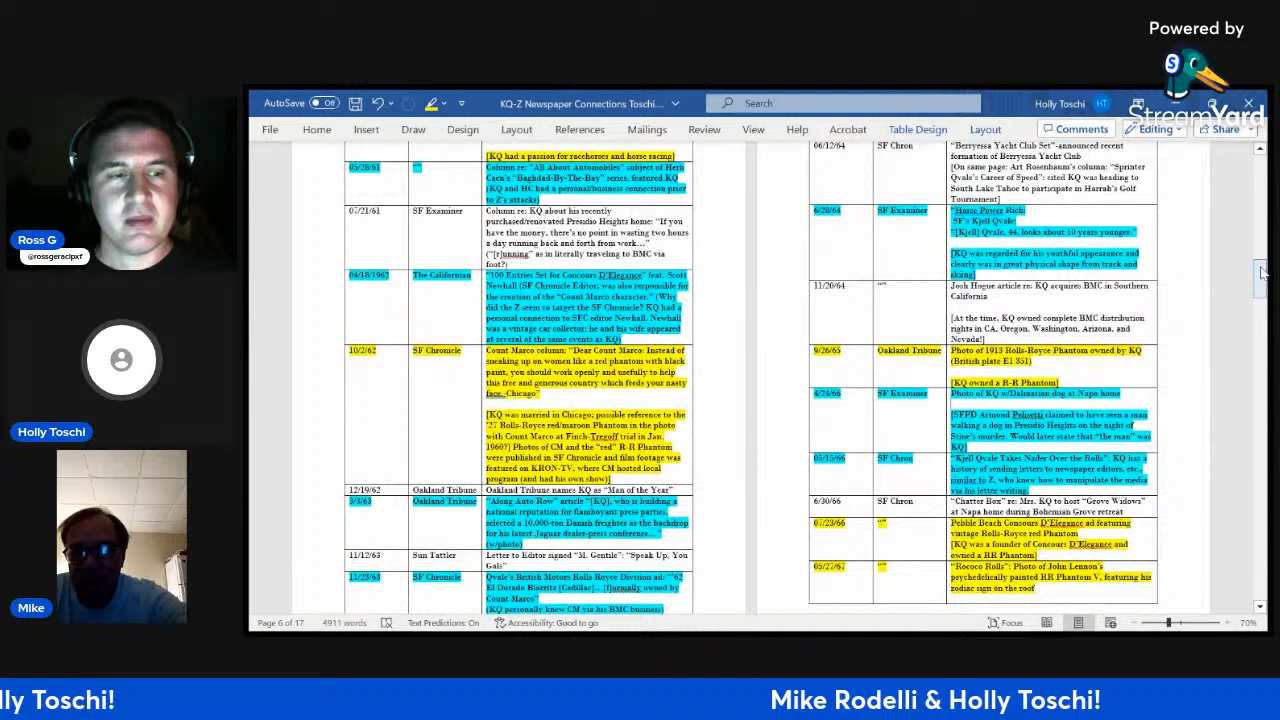 Powered by
S
StreamYard
AutoSave Off
KQ-Z Newspaper Connections Toschi....
Search
Holly Toschi
HT
File Home Insert Draw Design Layout References Mailings Review View Help Acrobat Table Design Layout
Comments
Editing
Share
[KQ had a passion for racehorses and horse racing]
05/28/61 "" Column re: "All About Automobiles" subject of Herb
Caen's "Baghdad-By-The-Bay" series, featured KQ
(KQ and HC had a personal/business connection prior
to Z's attacks)
07/21/61 SF Examiner Column re: KQ about his recently
purchased/renovated Presidio Heights home: "If you
have the money, there's no point in wasting two hours
a day running back and forth from work..."
("[r]unning" as in literally traveling to BMC via
foot?)
04/18/1962 The Californian "100 Entries Set for Concours D'Elegance" feat. Scott
Newhall (SF Chronicle Editor; was also responsible for
the creation of the "Count Marco character." (Why
did the Z seem to target the SF Chronicle? KQ had a
personal connection to SFC editor Newhall. Newhall
was a vintage car collector; he and his wife appeared
at several of the same events as KQ)
10/2/62 SF Chronicle Count Marco column: "Dear Count Marco: Instead of
sneaking up on women like a red phantom with black
paint, you should work openly and usefully to help
this free and generous country which feeds your nasty
face.-Chicago"
[KQ was married in Chicago; possible reference to the
'27 Rolls-Royce red/maroon Phantom in the photo
with Count Marco at Finch-Tregoff trial in Jan.
1960?] Photos of CM and the "red" R-R Phantom
were published in SF Chronicle and film footage was
featured on KRON-TV, where CM hosted local
program (and had his own show)]
12/19/62 Oakland Tribune Oakland Tribune names KQ as "Man of the Year"
3/3/63 Oakland Tribune "Along Auto Row" article "[KQ], who is building a
national reputation for flamboyant press parties,
selected a 10,000-ton Danish freighter as the backdrop
for his latest Jaguar dealer-press conference..."
(w/photo)
11/12/63 Sun Tattler Letter to Editor signed "M. Gentile": "Speak Up, You
Gals"
11/23/63 SF Chronicle Qvale's British Motors Rolls Royce Division ad: "'62
El Dorado Biarritz [Cadillac]... [f]ormally owned by
Count Marco"
(KQ personally knew CM via his BMC business)
06/12/64 SF Chron "Berryessa Yacht Club Set"-announced recent
formation of Berryessa Yacht Club
[On same page: Art Rosenbaum's column: "Sprinter
Qvale's Career of Speed": cited KQ was heading to
South Lake Tahoe to participate in Harrah's Golf
Tournament]
6/28/64 SF Examiner "Horse Power Rich:
SF's Kjell Qvale:
"[Kjell] Qvale, 44, looks about 10 years younger."
[KQ was regarded for his youthful appearance and
clearly was in great physical shape from track and
skiing]
11/20/64 "" Josh Hogue article re: KQ acquires BMC in Southern
California
[At the time, KQ owned complete BMC distribution
rights in CA, Oregon, Washington, Arizona, and
Nevada!]
9/26/65 Oakland Tribune Photo of 1913 Rolls-Royce Phantom owned by KQ
(British plate E1 351)
[KQ owned a R-R Phantom]
4/24/66 SF Examiner Photo of KQ w/Dalmation dog at Napa home
[SFPD Armond Pelisetti claimed to have seen a man
walking a dog in Presidio Heights on the night of
Stine's murder. Would later state that "the man" was
KQ]
05/15/66 SF Chron "Kjell Qvale Takes Nader Over the Rolls": KQ has a
history of sending letters to newspaper editors, etc.,
similar to Z, who knew how to manipulate the media
via his letter writing.
6/30/66 SF Chron "Chatter Box" re: Mrs. KQ to host "Grove Widows"
at Napa home during Bohemian Grove retreat
07/23/66 "" Pebble Beach Concours D'Elegance ad featuring
vintage Rolls-Royce red Phantom
[KQ was a founder of Concours D'Elegance and
owned a RR Phantom]
05/27/67 "" "Rococo Rolls": Photo of John Lennon's
psychedelically painted RR Phantom V, featuring his
zodiac sign on the roof
Page 6 of 17 4911 words Text Predictions: On Accessibility: Good to go Focus 70%
Ross G
@rossgeraclpxf
Holly Toschi
Mike
lly Toschi! Mike Rodelli & Holly Toschi!